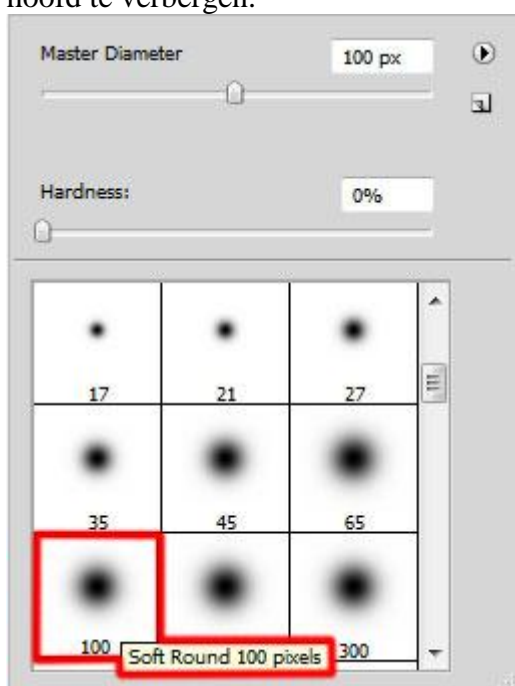 hoofd te verbergen.
Master Diameter 100 px
Hardness: 0%
17 21 27
35 45 65
100 300
Soft Round 100 pixels